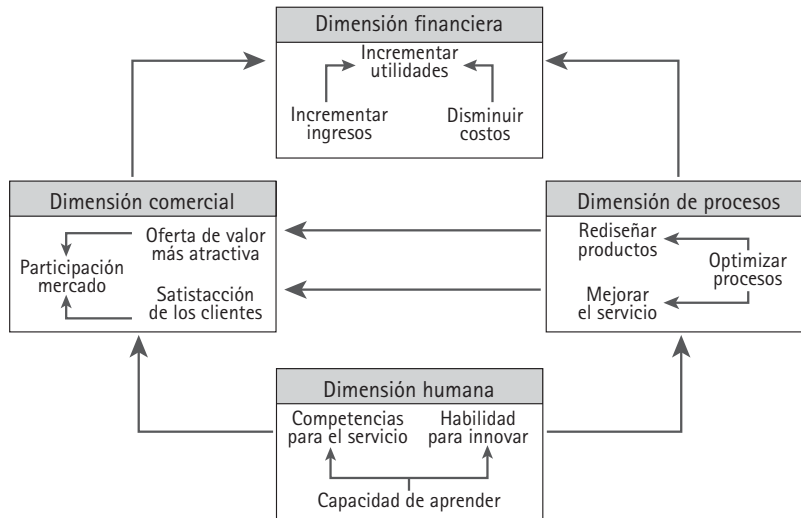 Dimensión financiera
Incrementar
utilidades
Incrementar
ingresos
Disminuir
costos
Dimensión comercial
Oferta de valor
más atractiva
Participación
mercado
Satistacción
de los clientes
Dimensión de procesos
Rediseñar
productos
Optimizar
procesos
Mejorar
el servicio
Dimensión humana
Competencias
para el servicio
Habilidad
para innovar
Capacidad de aprender